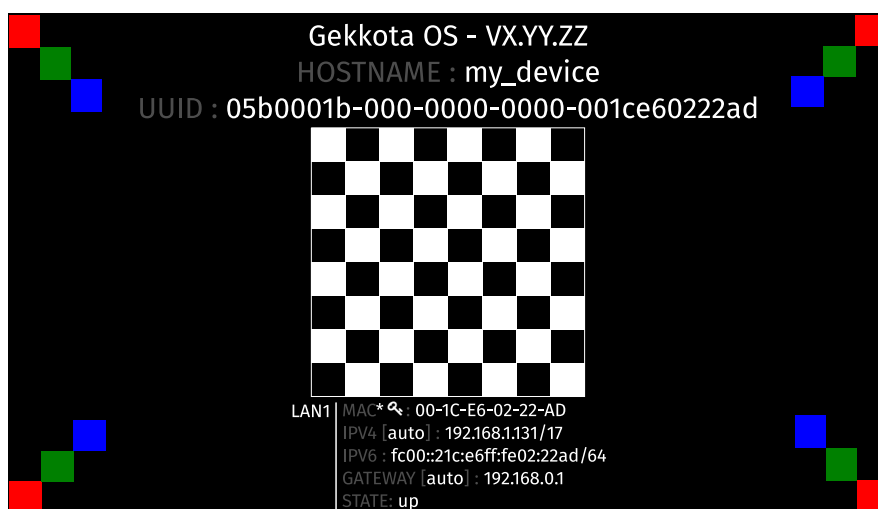 Gekkota OS - VX.YY.ZZ
HOSTNAME : my_device
UUID : 05b0001b-000-0000-0000-001ce60222ad
LAN1
MAC* : 00-1C-E6-02-22-AD
IPV4 [auto] : 192.168.1.131/17
IPV6 : fc00::21c:e6ff:fe02:22ad/64
GATEWAY [auto] : 192.168.0.1
STATE: up